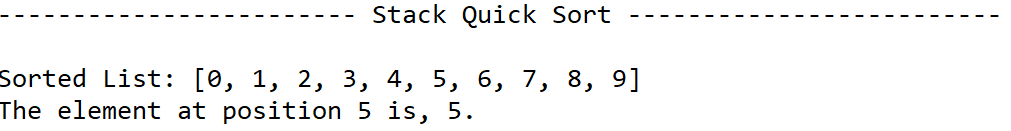 ------------------------ Stack Quick Sort -------------------------
Sorted List: [0, 1, 2, 3, 4, 5, 6, 7, 8, 9]
The element at position 5 is, 5.